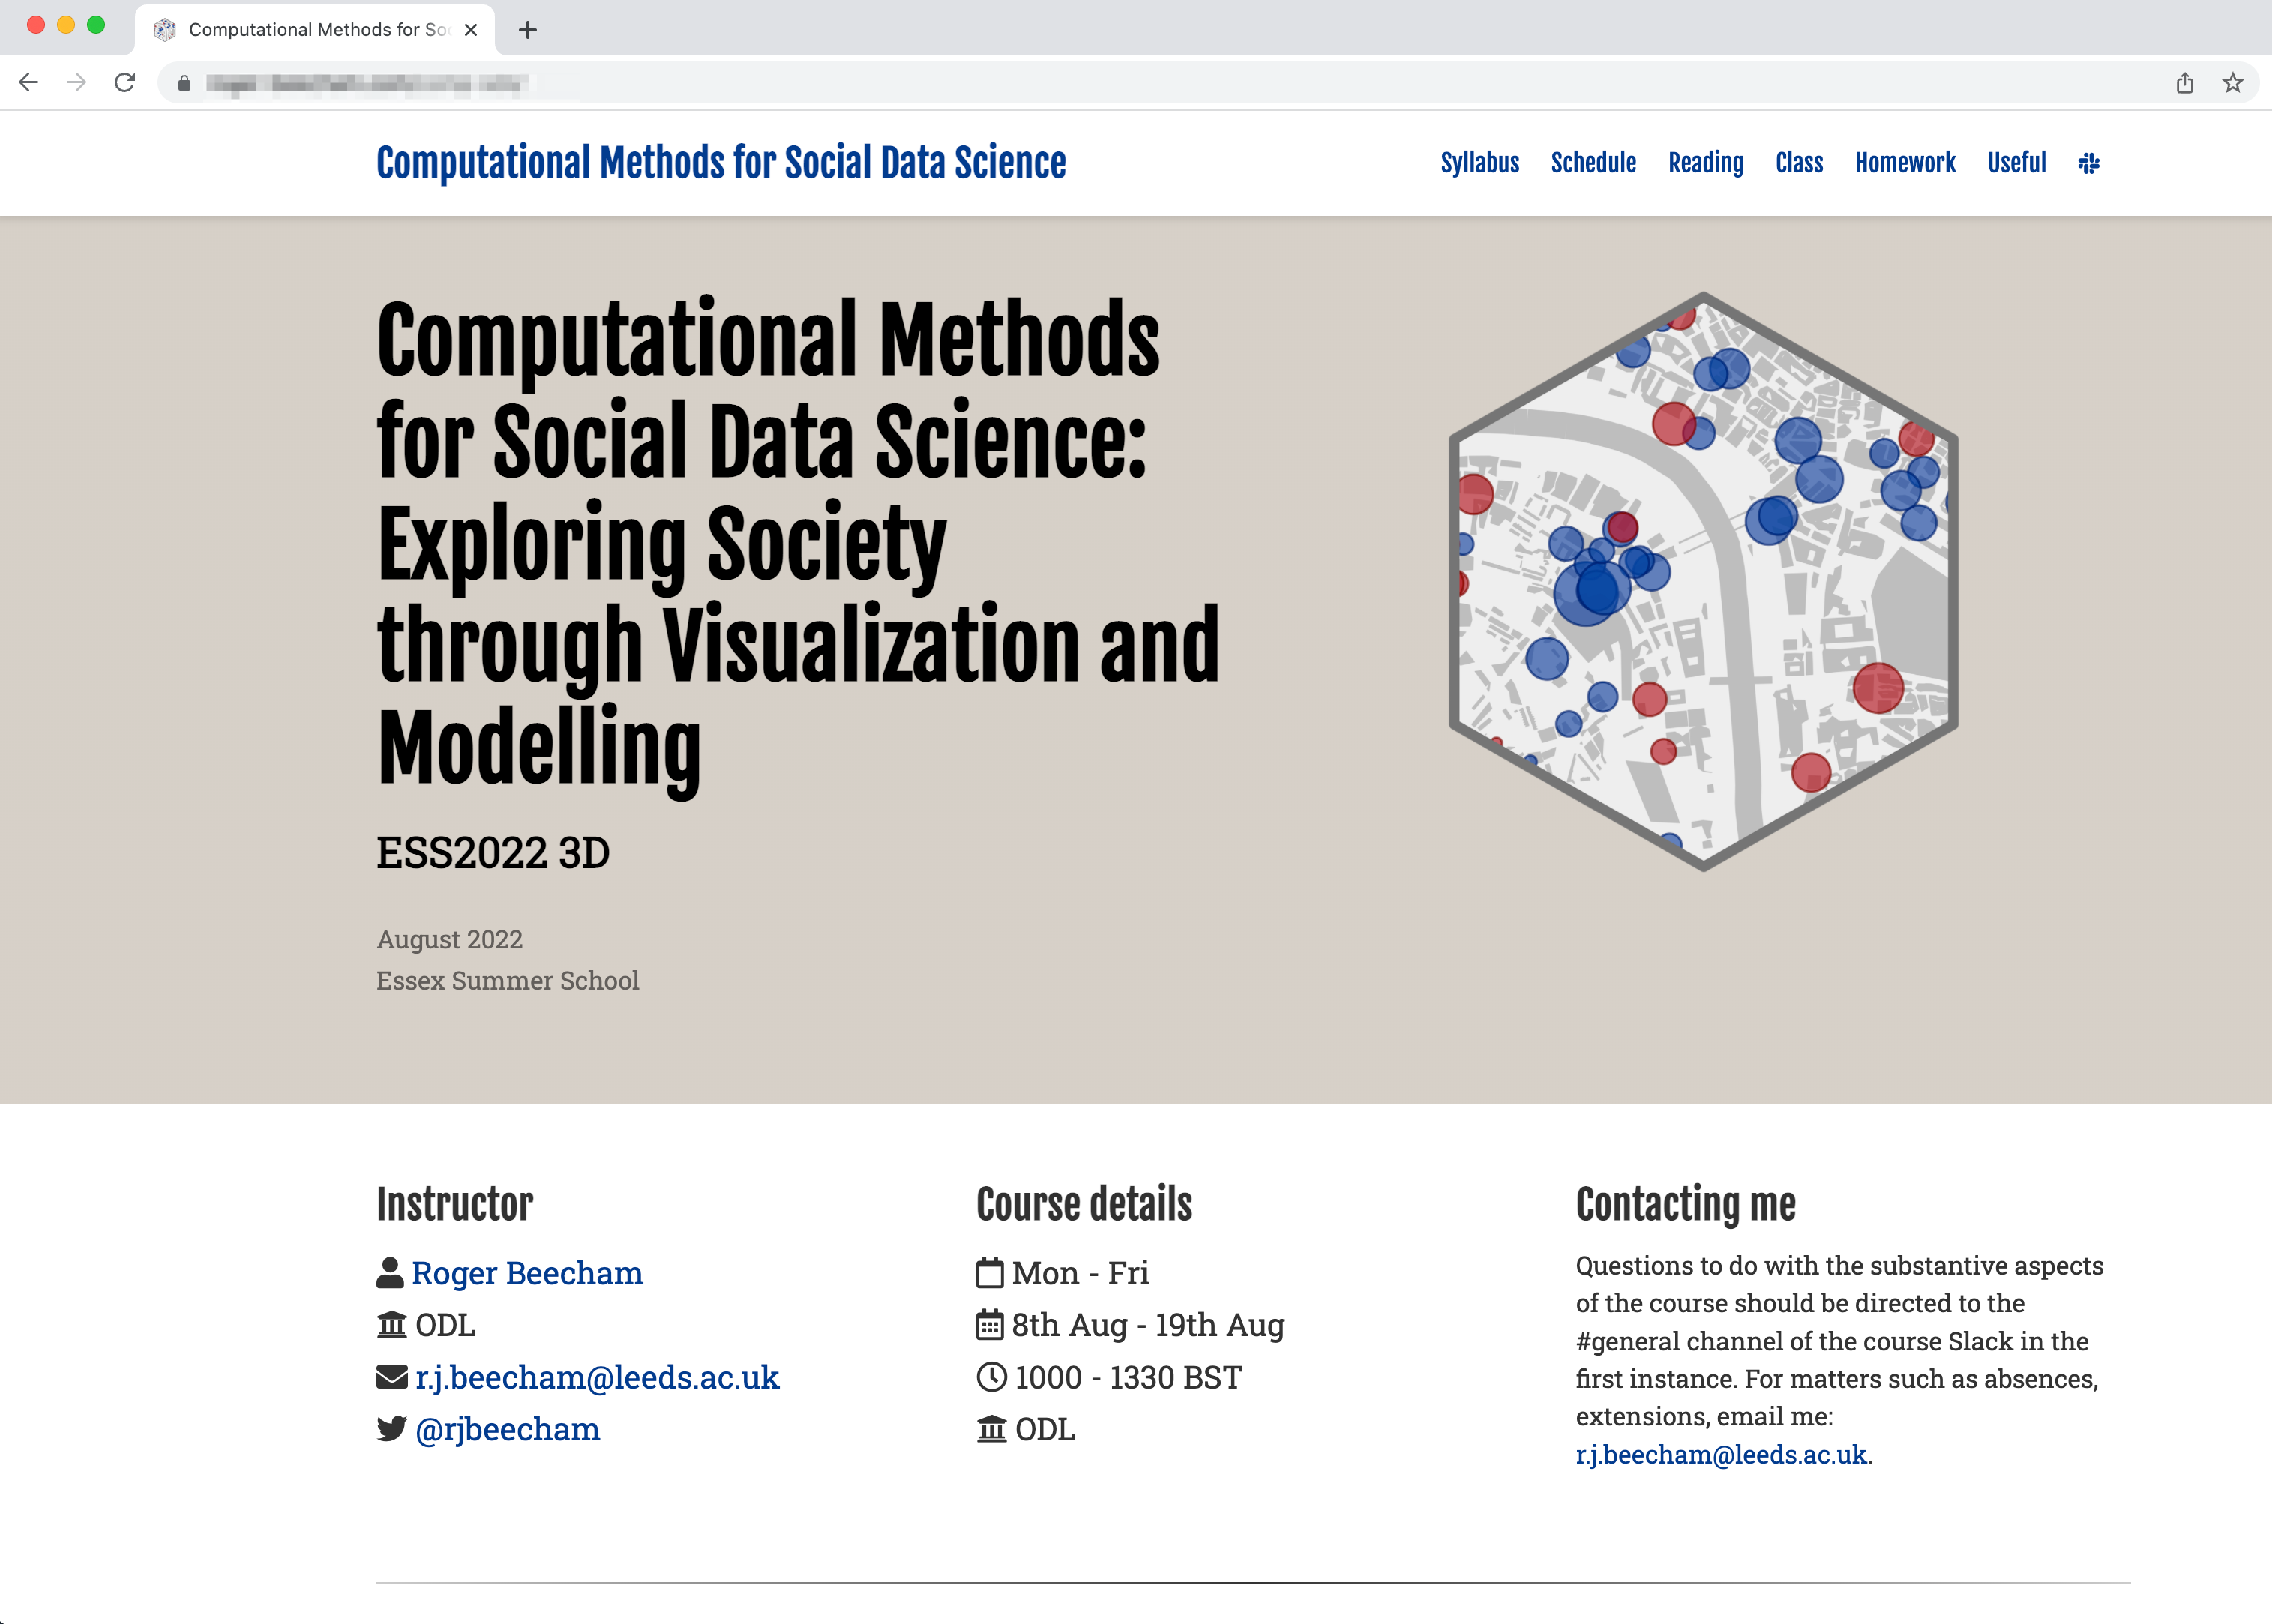 Computational Methods for So
Computational Methods for Social Data Science
Syllabus Schedule Reading Class Homework Useful
Computational Methods
for Social Data Science:
Exploring Society
through Visualization and
Modelling
ESS2022 3D
August 2022
Essex Summer School
Instructor
Roger Beecham
ODL
r.j.beecham@leeds.ac.uk
@rjbeecham
Course details
Mon - Fri
8th Aug - 19th Aug
1000 - 1330 BST
ODL
Contacting me
Questions to do with the substantive aspects
of the course should be directed to the
#general channel of the course Slack in the
first instance. For matters such as absences,
extensions, email me:
r.j.beecham@leeds.ac.uk.